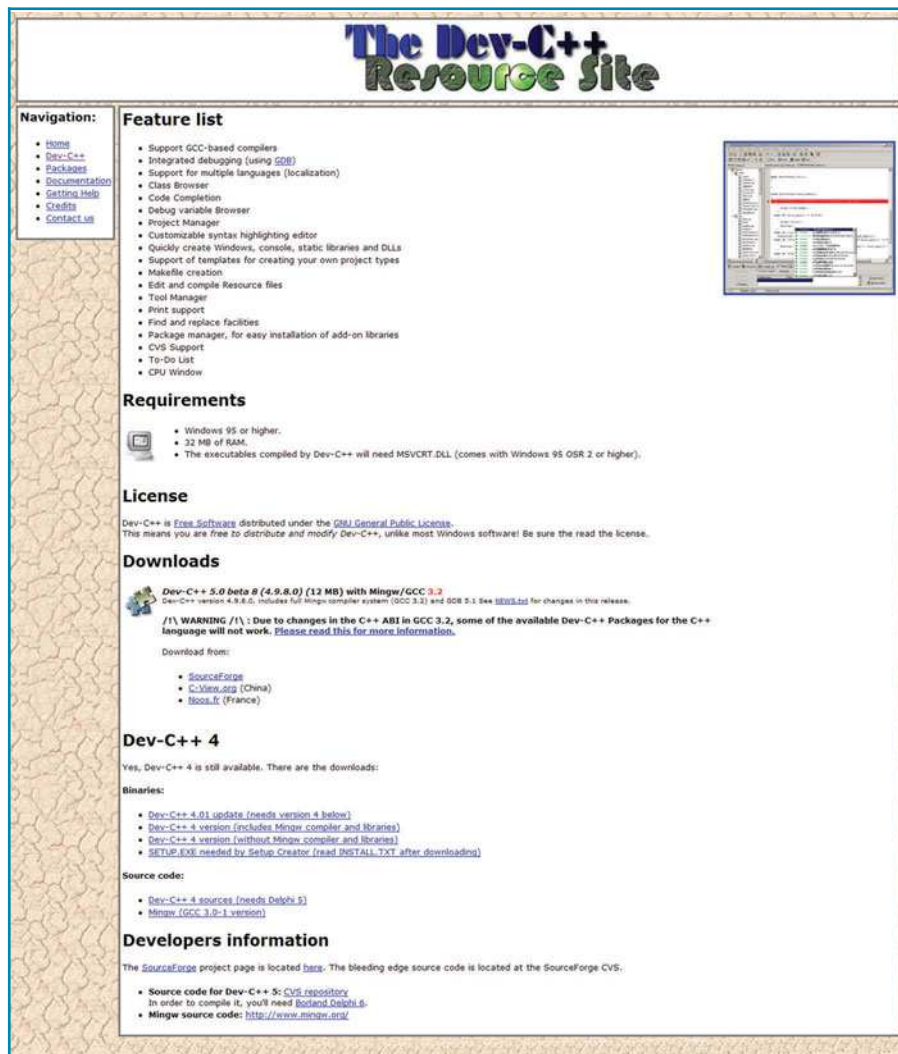 The Dev-C++
Resource Site
Navigation:
Home
Dev-C++
Packages
Documentation
Getting Help
Credits
Contact us
Feature list
Support GCC-based compilers
Integrated debugging (using GDB)
Support for multiple languages (localization)
Class Browser
Code Completion
Debug variable Browser
Project Manager
Customizable syntax highlighting editor
Quickly create Windows, console, static libraries and DLLs
Support of templates for creating your own project types
Makefile creation
Edit and compile Resource files
Tool Manager
Print support
Find and replace facilities
Package manager, for easy installation of add-on libraries
CVS Support
To-Do List
CPU Window
Requirements
Windows 95 or higher.
32 MB of RAM.
The executables compiled by Dev-C++ will need MSVCRT.DLL (comes with Windows 95 OSR 2 or higher).
License
Dev-C++ is Free Software distributed under the GNU General Public License.
This means you are free to distribute and modify Dev-C++, unlike most Windows software! Be sure the read the license.
Downloads
Dev-C++ 5.0 beta 8 (4.9.8.0) (12 MB) with Mingw/GCC 3.2
Dev-C++ version 4.9.8.0, includes full Mingw compiler system (GCC 3.2) and GDB 5.1 See NEWS.txt for changes in this release.
/!\ WARNING /!\ : Due to changes in the C++ ABI in GCC 3.2, some of the available Dev-C++ Packages for the C++
language will not work. Please read this for more information.
Download from:
SourceForge
C-View.org (China)
Noos.fr (France)
Dev-C++ 4
Yes, Dev-C++ 4 is still available. There are the downloads:
Binaries:
Dev-C++ 4.01 update (needs version 4 below)
Dev-C++ 4 version (includes Mingw compiler and libraries)
Dev-C++ 4 version (without Mingw compiler and libraries)
SETUP.EXE needed by Setup Creator (read INSTALL.TXT after downloading)
Source code:
Dev-C++ 4 sources (needs Delphi 5)
Mingw (GCC 3.0-1 version)
Developers information
The SourceForge project page is located here. The bleeding edge source code is located at the SourceForge CVS.
Source code for Dev-C++ 5: CVS repository
In order to compile it, you'll need Borland Delphi 6.
Mingw source code: http://www.mingw.org/